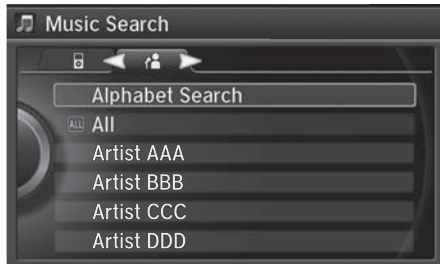 Music Search
Alphabet Search
ALL All
Artist AAA
Artist BBB
Artist CCC
Artist DDD